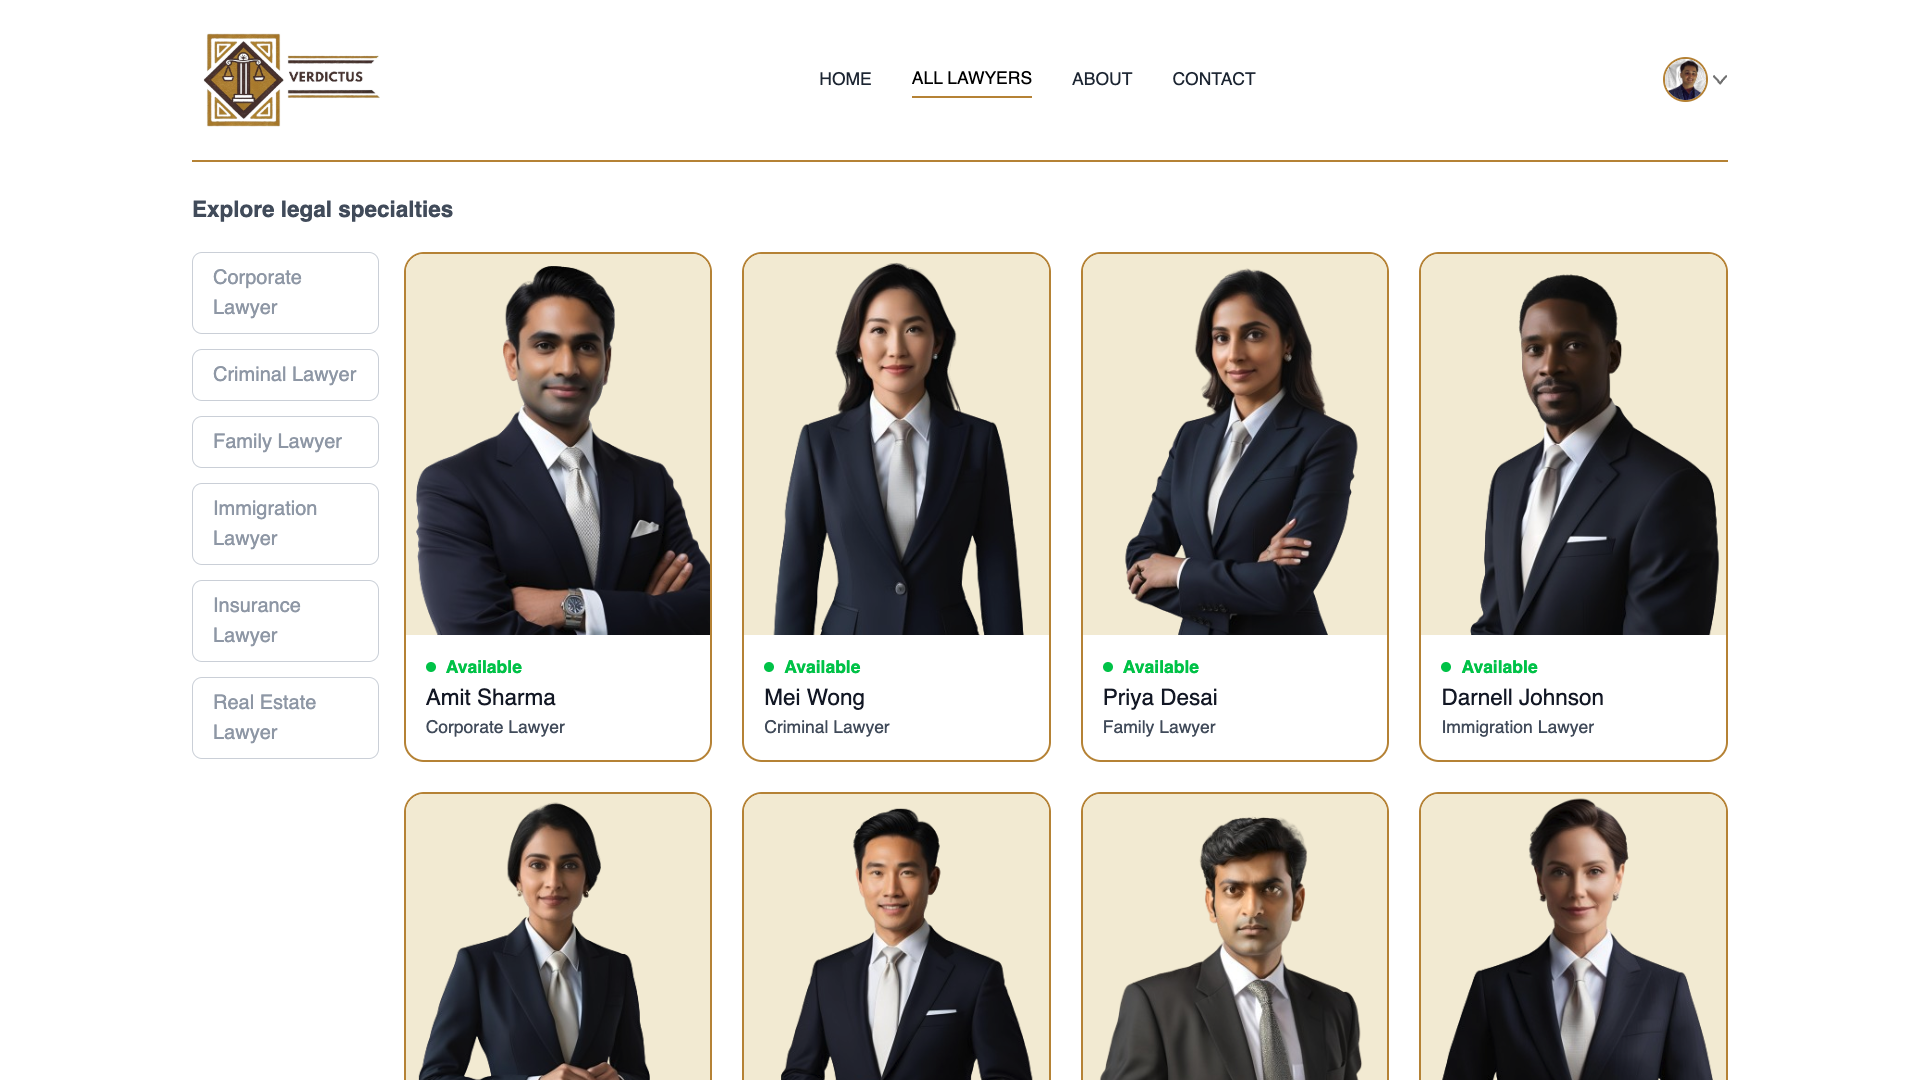 VERDICTUS
HOME
ALL LAWYERS
ABOUT
CONTACT
Explore legal specialties
Corporate
Lawyer
Criminal Lawyer
Family Lawyer
Immigration
Lawyer
Insurance
Lawyer
Real Estate
Lawyer
Available
Amit Sharma
Corporate Lawyer
Available
Mei Wong
Criminal Lawyer
Available
Priya Desai
Family Lawyer
Available
Darnell Johnson
Immigration Lawyer